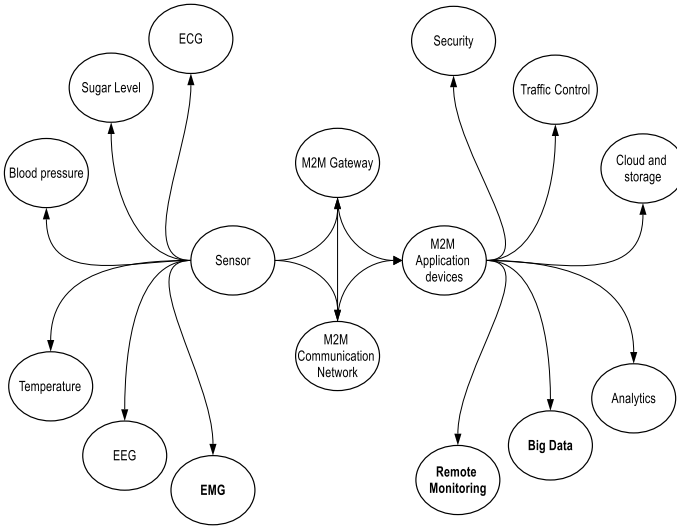 ECG
Security
Sugar Level
Traffic Control
M2M Gateway
Cloud and
storage
Blood pressure
Sensor
M2M
Application
devices
M2M
Communication
Network
Temperature
Analytics
EEG
Big Data
EMG
Remote
Monitoring